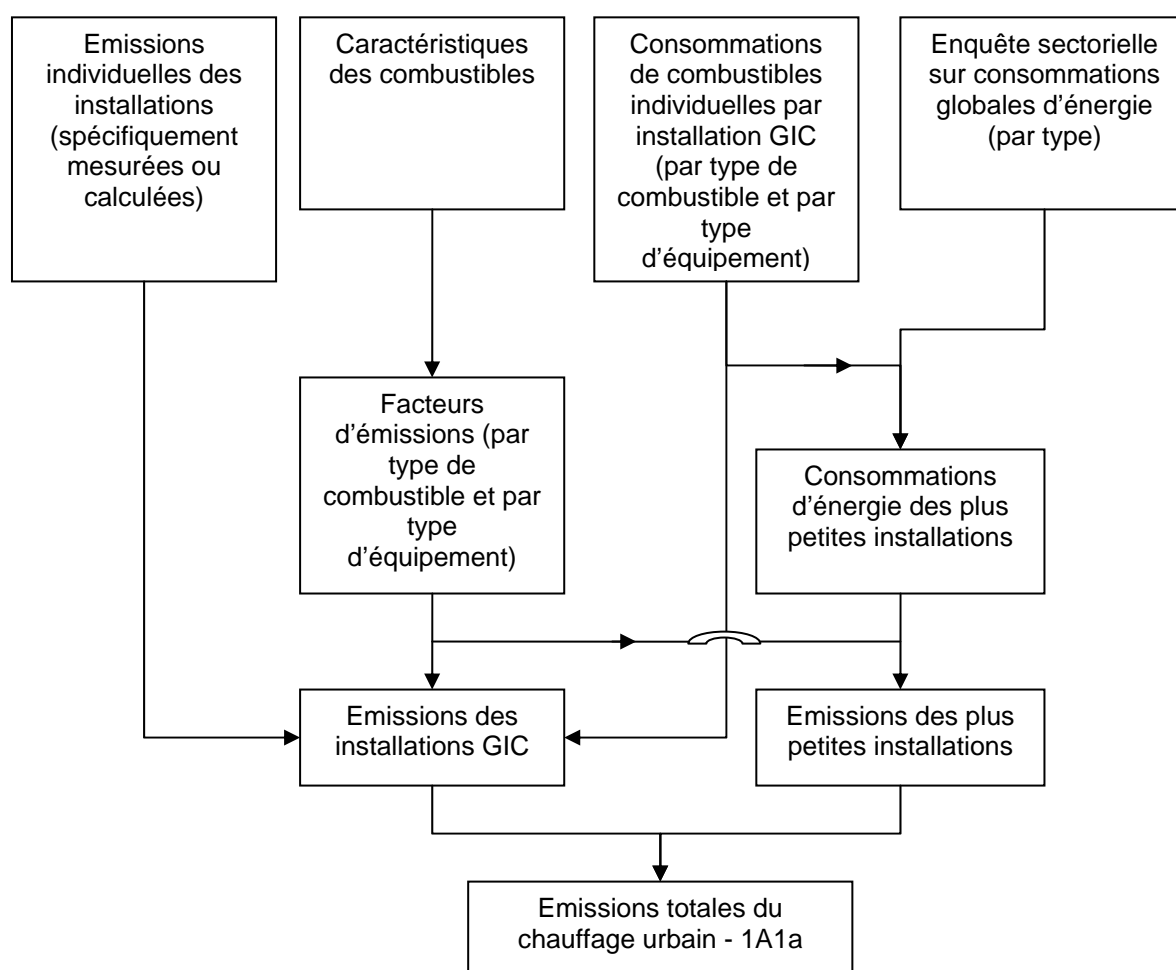 Emissions
individuelles des
installations
(spécifiquement
mesurées ou
calculées)
Caractéristiques
des combustibles
Consommations
de combustibles
individuelles par
installation GIC
(par type de
combustible et par
type
d’équipement)
Enquête sectorielle
sur consommations
globales d’énergie
(par type)
Facteurs
d’émissions (par
type de
combustible et par
type
d’équipement)
Consommations
d’énergie des plus
petites installations
Emissions des
installations GIC
Emissions des plus
petites installations
Emissions totales du
chauffage urbain - 1A1a